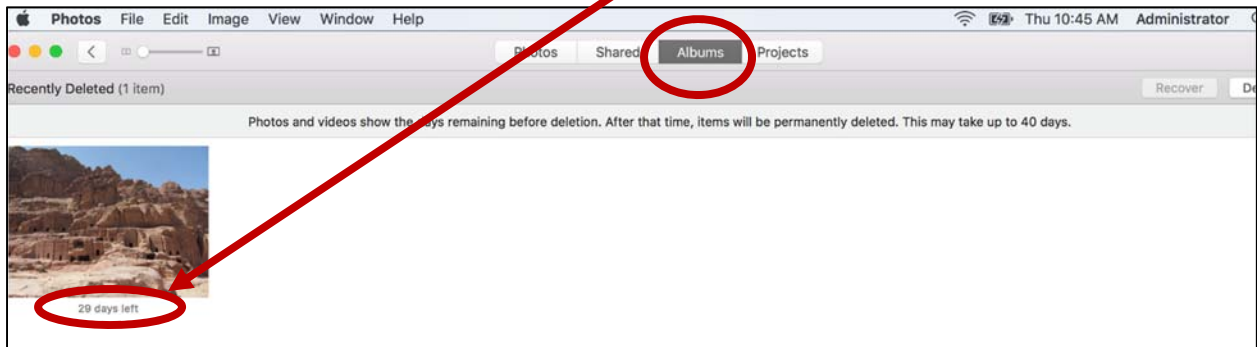 Photos File Edit Image View Window Help Thu 10:45 AM Administrator
Photos Shared Albums Projects
Recently Deleted (1 item) Recover
Photos and videos show the days remaining before deletion. After that time, items will be permanently deleted. This may take up to 40 days.
29 days left